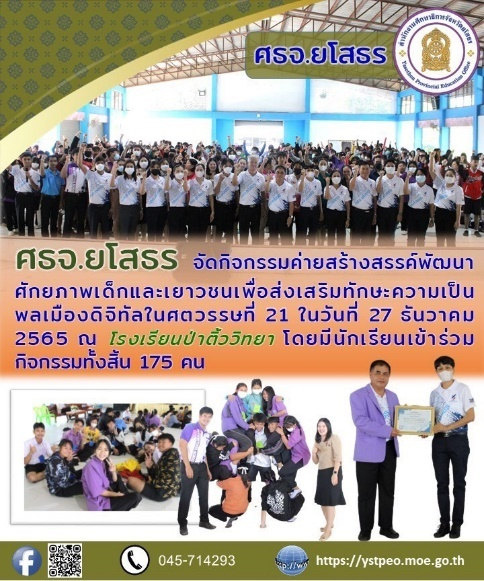 ศธจ.ยโสธร
สำนักงานศึกษาธิการจังหวัดยโสธร
Yasothon Provincial Education Office
ศธจ.ยโสธร จัดกิจกรรมค่ายสร้างสรรค์พัฒนา
ศักยภาพเด็กและเยาวชนเพื่อส่งเสริมทักษะความเป็น
พลเมืองดิจิทัลในศตวรรษที่ 21 ในวันที่ 27 ธันวาคม
2565 ณ โรงเรียนป่าติ้ววิทยา โดยมีนักเรียนเข้าร่วม
กิจกรรมทั้งสิ้น 175 คน
045-714293
https://ystpeo.moe.go.th